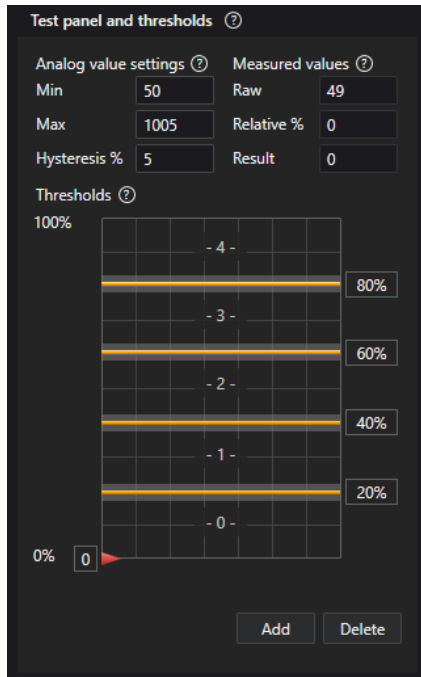 Test panel and thresholds ?
Analog value settings ? Measured values ?
Min 50 Raw 49
Max 1005 Relative % 0
Hysteresis % 5 Result 0
Thresholds ?
100%
- 4 -
80%
- 3 -
60%
- 2 -
40%
- 1 -
20%
- 0 -
0% 0
Add Delete